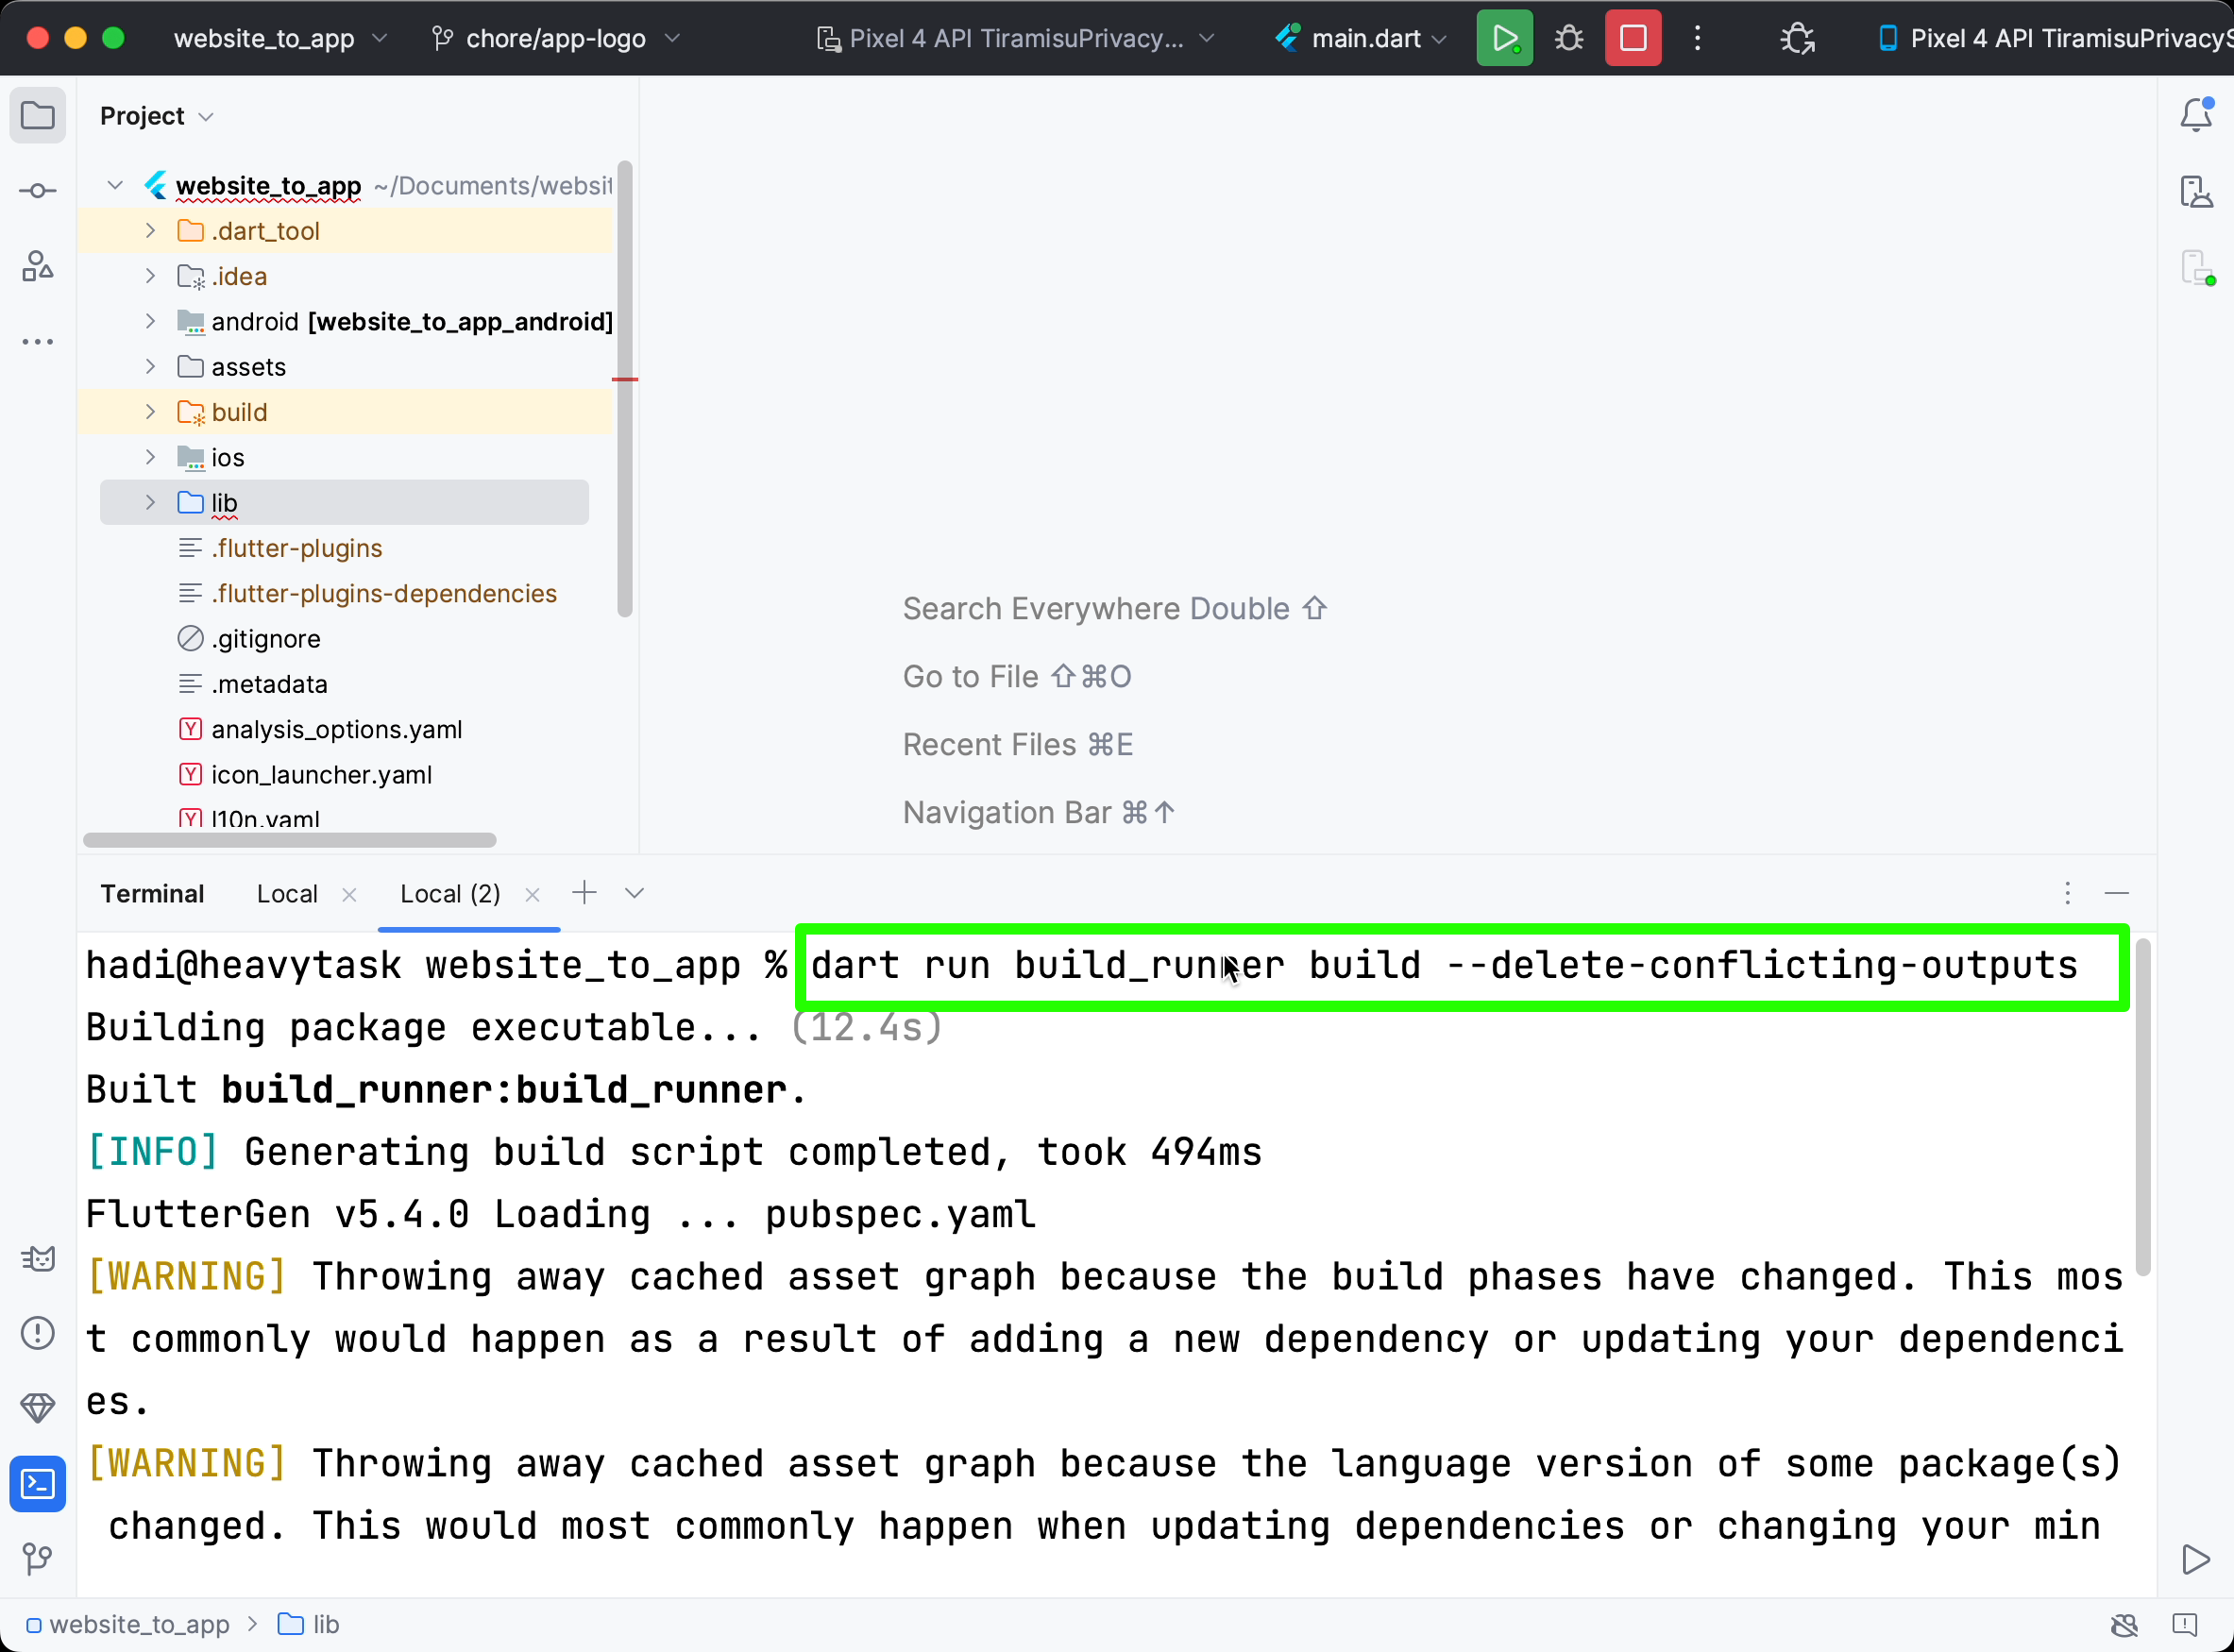 website_to_app
chore/app-logo
Pixel 4 API TiramisuPrivacy...
main.dart
Pixel 4 API TiramisuPrivacyS
Project
website_to_app ~/Documents/websit
.dart_tool
.idea
android [website_to_app_android]
assets
build
ios
lib
.flutter-plugins
.flutter-plugins-dependencies
.gitignore
.metadata
analysis_options.yaml
icon_launcher.yaml
l10n.yaml
Search Everywhere Double ⇧
Go to File ⇧⌘O
Recent Files ⌘E
Navigation Bar ⌘↑
Terminal
Local
Local (2)
hadi@heavytask website_to_app % dart run build_runner build --delete-conflicting-outputs
Building package executable... (12.4s)
Built build_runner:build_runner.
[INFO] Generating build script completed, took 494ms
FlutterGen v5.4.0 Loading ... pubspec.yaml
[WARNING] Throwing away cached asset graph because the build phases have changed. This mos
t commonly would happen as a result of adding a new dependency or updating your dependenci
es.
[WARNING] Throwing away cached asset graph because the language version of some package(s)
changed. This would most commonly happen when updating dependencies or changing your min
website_to_app > lib